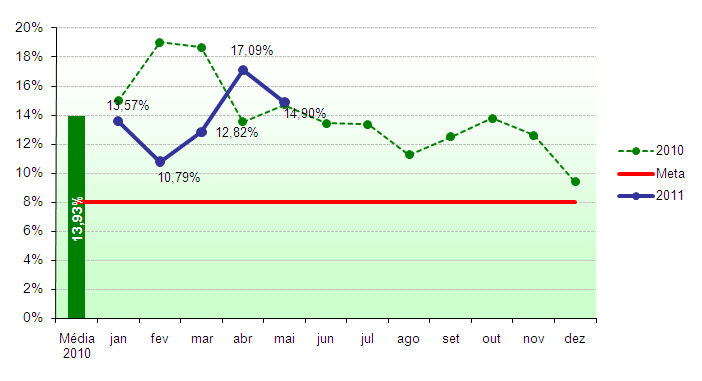 20%
18%
16%
14%
12%
10%
8%
6%
4%
2%
0%
17,09%
13,57%
14,90%
12,82%
10,79%
13,93%
Média 2010
jan
fev
mar
abr
mai
jun
jul
ago
set
out
nov
dez
2010
Meta
2011